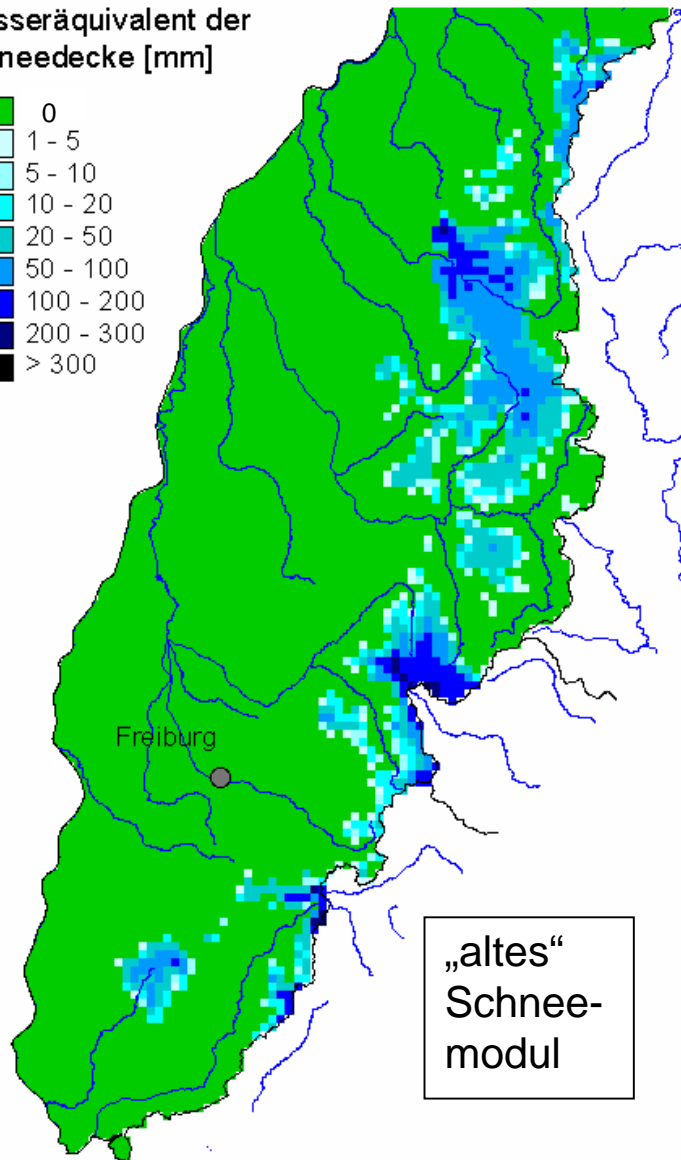 sseräquivalent der
needecke [mm]
0
1 - 5
5 - 10
10 - 20
20 - 50
50 - 100
100 - 200
200 - 300
> 300
Freiburg
„altes“
Schnee-
modul